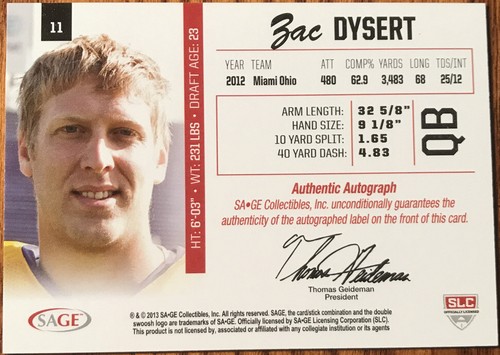 11
Zac DYSERT
YEAR TEAM ATT COMP% YARDS LONG TDS/INT
2012 Miami Ohio 480 62.9 3,483 68 25/12
ARM LENGTH: 32 5/8"
HAND SIZE: 9 1/8"
10 YARD SPLIT: 1.65
40 YARD DASH: 4.83
QB
HT: 6'-03" • WT: 231 LBS • DRAFT AGE: 23
Authentic Autograph
SA•GE Collectibles, Inc. unconditionally guarantees the
authenticity of the autographed label on the front of this card.
Thomas Geideman
Thomas Geideman
President
SAGE
® & © 2013 SA•GE Collectibles, Inc. All rights reserved. SAGE, the card/stick combination and the double
swoosh logo are trademarks of SA•GE. Officially licensed by SA•GE Licensing Corporation (SLC).
This product is not licensed by, associated or affiliated with any collegiate institution or its agents
SLC
OFFICIALLY LICENSED